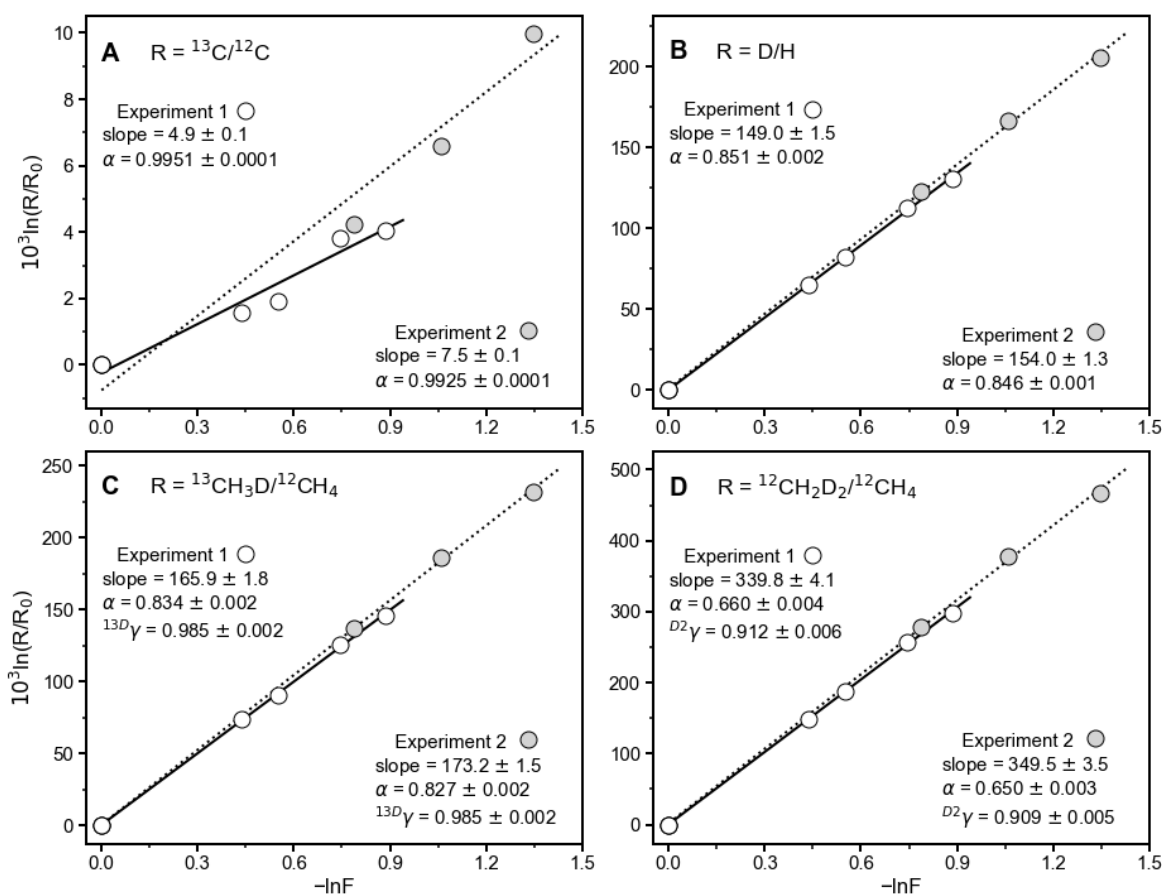 A R = ¹³C/¹²C
10
8
6
4
2
0
10³ln(R/R₀)
Experiment 1
slope = 4.9 ± 0.1
α = 0.9951 ± 0.0001
Experiment 2
slope = 7.5 ± 0.1
α = 0.9925 ± 0.0001
0.0 0.3 0.6 0.9 1.2 1.5
B R = D/H
200
150
100
50
0
Experiment 1
slope = 149.0 ± 1.5
α = 0.851 ± 0.002
Experiment 2
slope = 154.0 ± 1.3
α = 0.846 ± 0.001
0.0 0.3 0.6 0.9 1.2 1.5
C R = ¹³CH₃D/¹²CH₄
250
200
150
100
50
0
10³ln(R/R₀)
Experiment 1
slope = 165.9 ± 1.8
α = 0.834 ± 0.002
¹³ᴰγ = 0.985 ± 0.002
Experiment 2
slope = 173.2 ± 1.5
α = 0.827 ± 0.002
¹³ᴰγ = 0.985 ± 0.002
0.0 0.3 0.6 0.9 1.2 1.5
−lnF
D R = ¹²CH₂D₂/¹²CH₄
500
400
300
200
100
0
Experiment 1
slope = 339.8 ± 4.1
α = 0.660 ± 0.004
ᴰ²γ = 0.912 ± 0.006
Experiment 2
slope = 349.5 ± 3.5
α = 0.650 ± 0.003
ᴰ²γ = 0.909 ± 0.005
0.0 0.3 0.6 0.9 1.2 1.5
−lnF